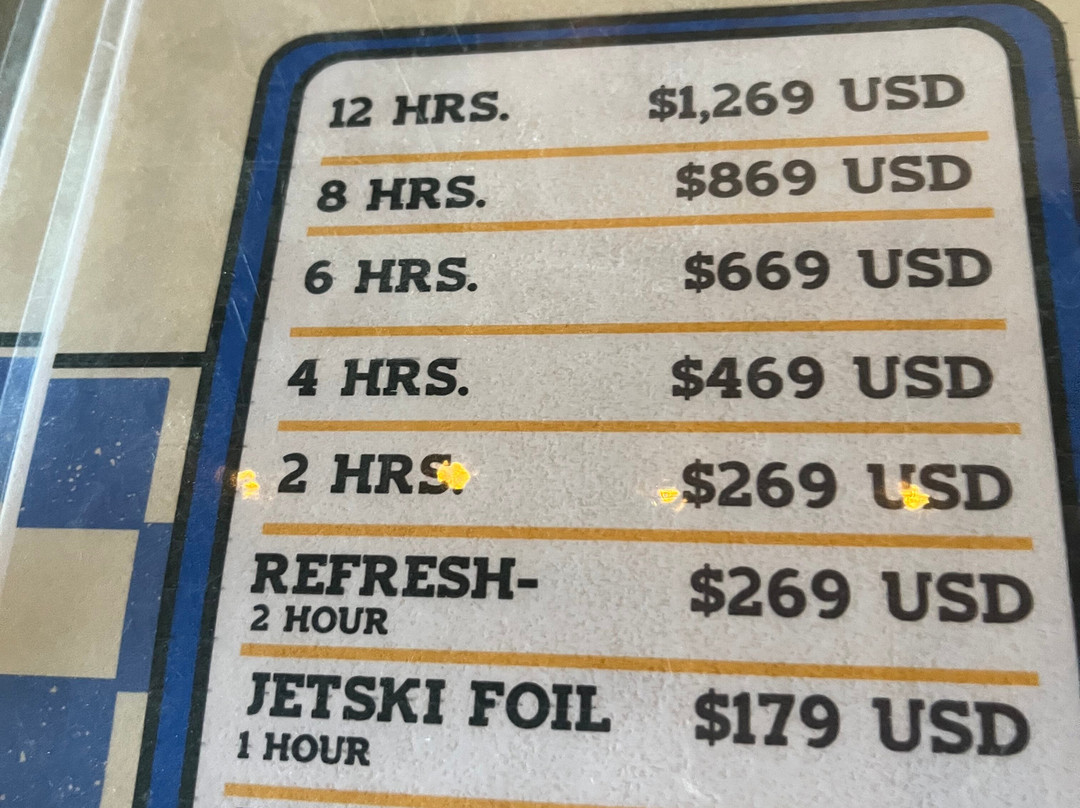 12 HRS. $1,269 USD
8 HRS. $869 USD
6 HRS. $669 USD
4 HRS. $469 USD
2 HRS. $269 USD
REFRESH- $269 USD
2 HOUR
JETSKI FOIL $179 USD
1 HOUR